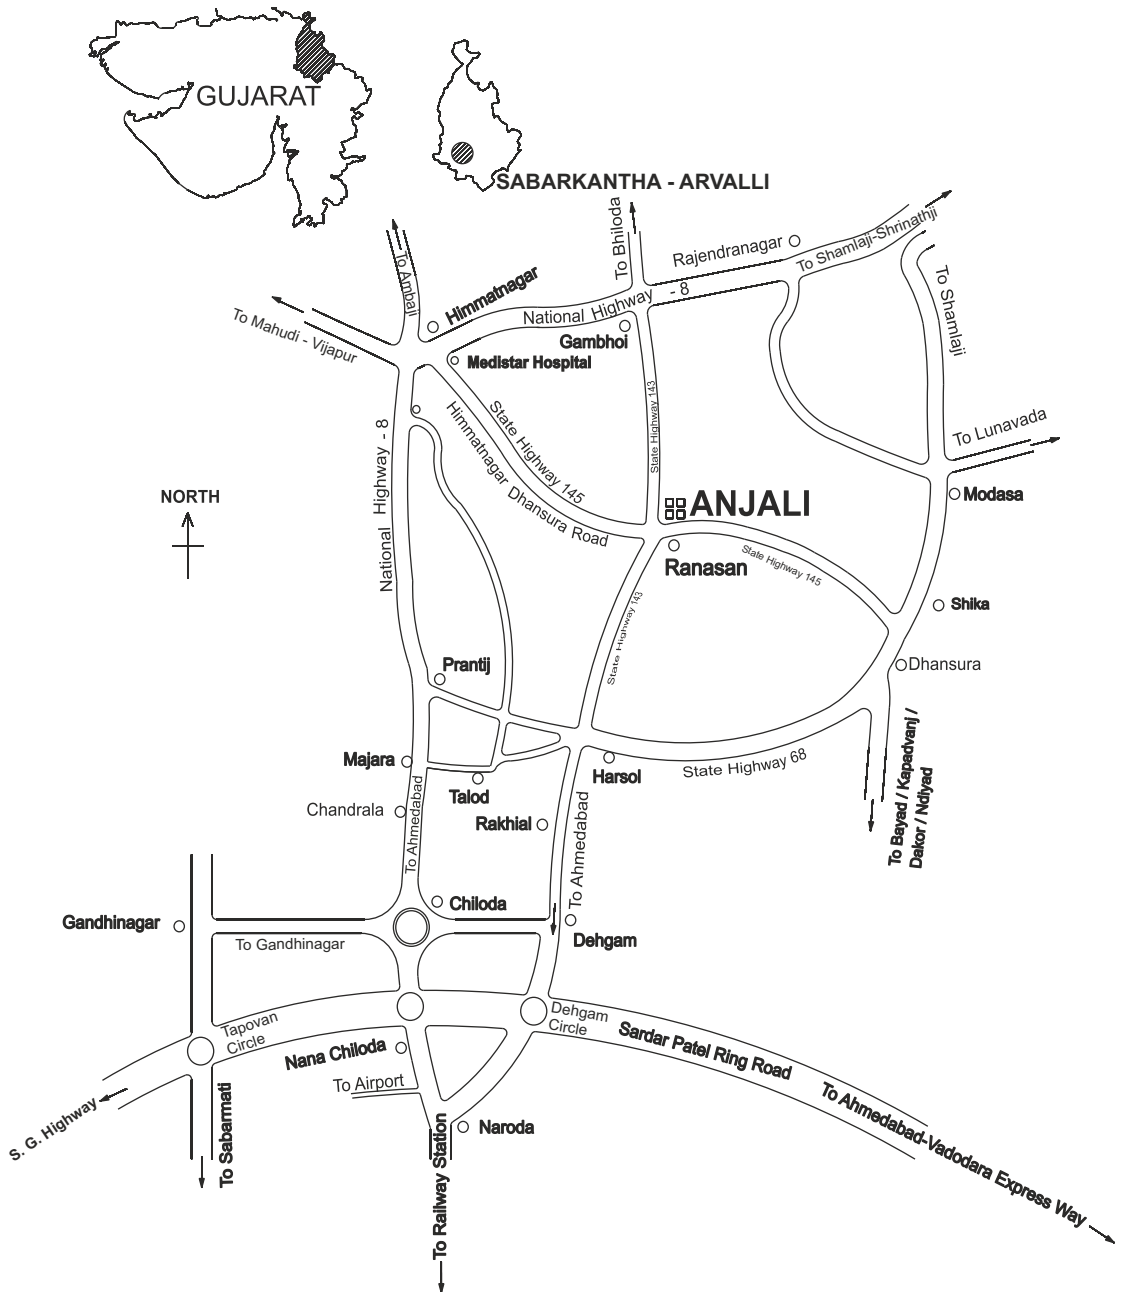 GUJARAT
SABARKANTHA - ARVALLI
To Bhiloda
Rajendranagar
To Shamlaji-Shrinathji
To Ambaji
Himmatnagar
To Shamlaji
To Mahudi - Vijapur
National Highway - 8
Gambhoi
Medistar Hospital
State Highway 143
State Highway 145
Himmatnagar Dhansura Road
To Lunavada
National Highway - 8
Modasa
NORTH
ANJALI
Ranasan
State Highway 145
Shika
State Highway 143
Prantij
Dhansura
Majara
Harsol
State Highway 68
To Bayad / Kapadvanj /
Dakor / Ndiyad
Talod
Chandrala
To Ahmedabad
Rakhial
To Ahmedabad
Chiloda
Gandhinagar
To Gandhinagar
Dehgam
Tapovan
Circle
Dehgam
Circle
Sardar Patel Ring Road
Nana Chiloda
To Airport
To Ahmedabad-Vadodara Express Way
S. G. Highway
To Sabarmati
Naroda
To Railway Station